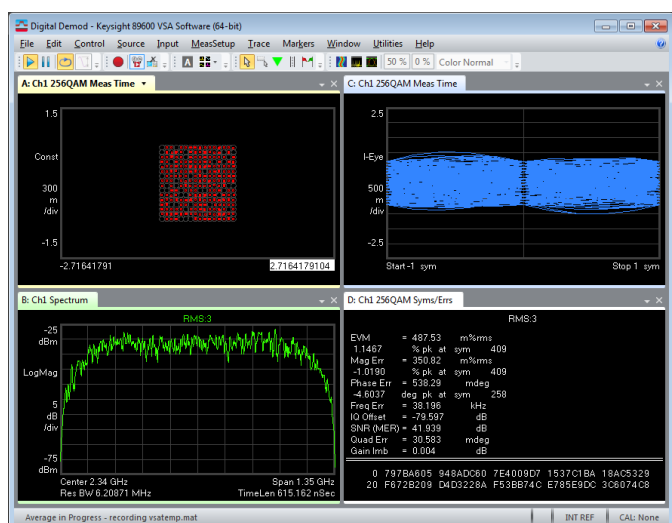 Digital Demod - Keysight 89600 VSA Software (64-bit)
File Edit Control Source Input MeasSetup Trace Markers Window Utilities Help
50 % 0 % Color Normal
A: Ch1 256QAM Meas Time
1.5
Const
300
m
/div
-1.5
-2.71641791 2.7164179104
C: Ch1 256QAM Meas Time
2.5
I-Eye
500
m
/div
-2.5
Start-1 sym Stop 1 sym
B: Ch1 Spectrum
RMS:3
-25
dBm
LogMag
5
dB
/div
-75
dBm
Center 2.34 GHz Span 1.35 GHz
Res BW 6.20871 MHz TimeLen 615.162 nSec
D: Ch1 256QAM Syms/Errs
RMS:3
EVM = 487.53 m%rms
1.1467 % pk at sym 409
Mag Err = 350.82 m%rms
-1.0190 % pk at sym 409
Phase Err = 538.29 mdeg
-4.6037 deg pk at sym 258
Freq Err = 38.196 kHz
IQ Offset = -79.597 dB
SNR (MER) = 41.939 dB
Quad Err = 30.583 mdeg
Gain Imb = 0.004 dB
0 797BA605 948ADC60 7E4009D7 1537C1BA 18AC5329
20 F672B209 D4D3228A F53BB74C E785E9DC 3C6074C8
Average in Progress - recording vsatemp.mat INT REF CAL: None